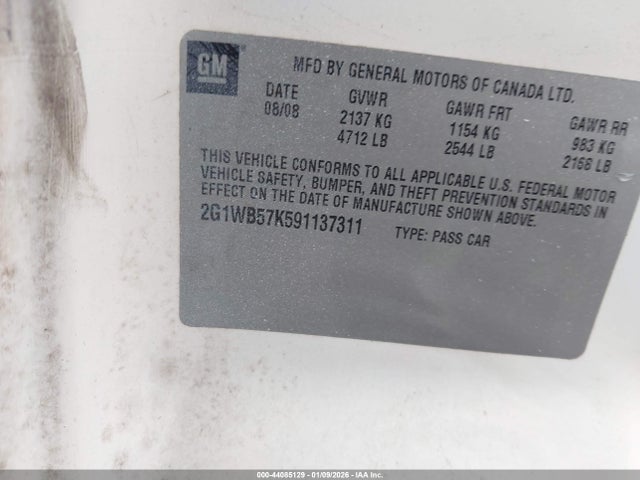 GM
MFD BY GENERAL MOTORS OF CANADA LTD.
DATE GVWR GAWR FRT GAWR RR
08/08 2137 KG 1154 KG 983 KG
4712 LB 2544 LB 2168 LB
THIS VEHICLE CONFORMS TO ALL APPLICABLE U.S. FEDERAL MOTOR
VEHICLE SAFETY, BUMPER, AND THEFT PREVENTION STANDARDS IN
EFFECT ON THE DATE OF MANUFACTURE SHOWN ABOVE.
2G1WB57K591137311 TYPE: PASS CAR
000-44085129 - 01/09/2026 - IAA, Inc.